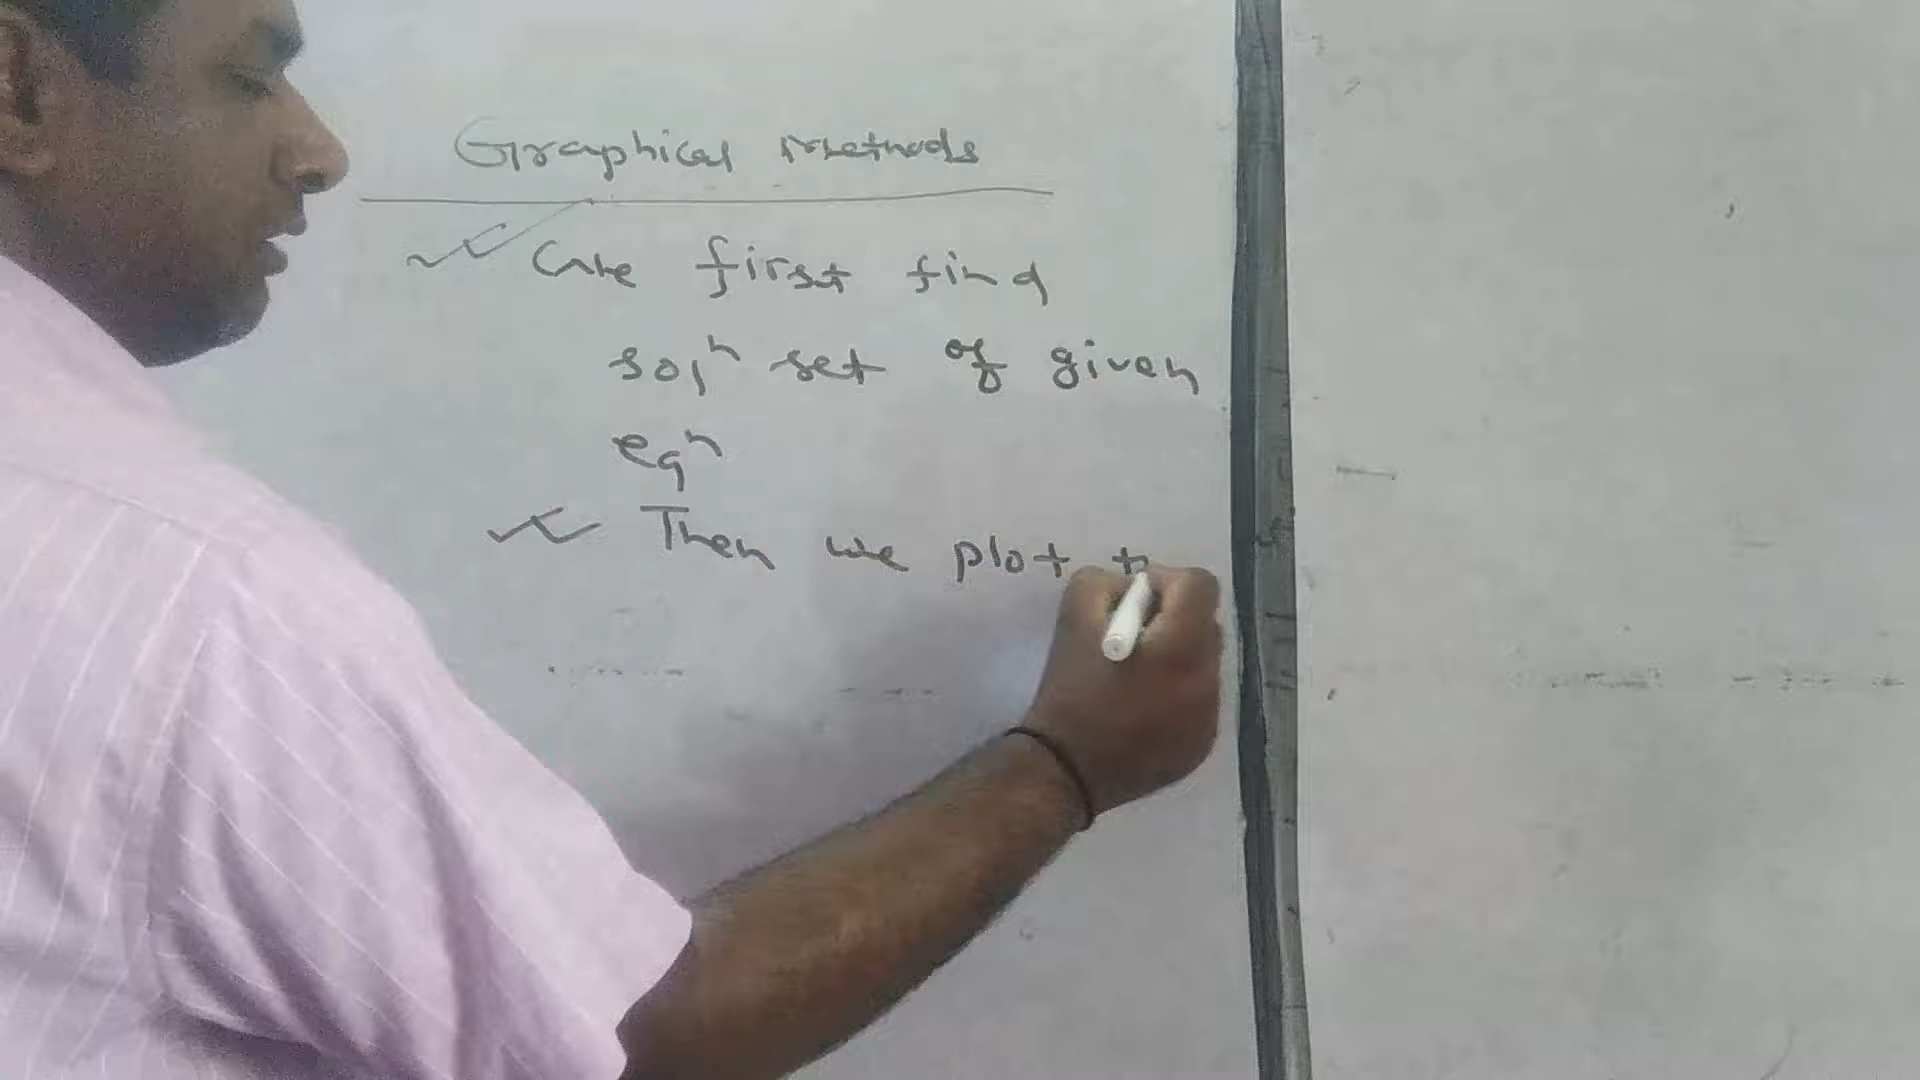 Graphical Methods
We first find
solⁿ set of given
eqⁿ
Then we plot